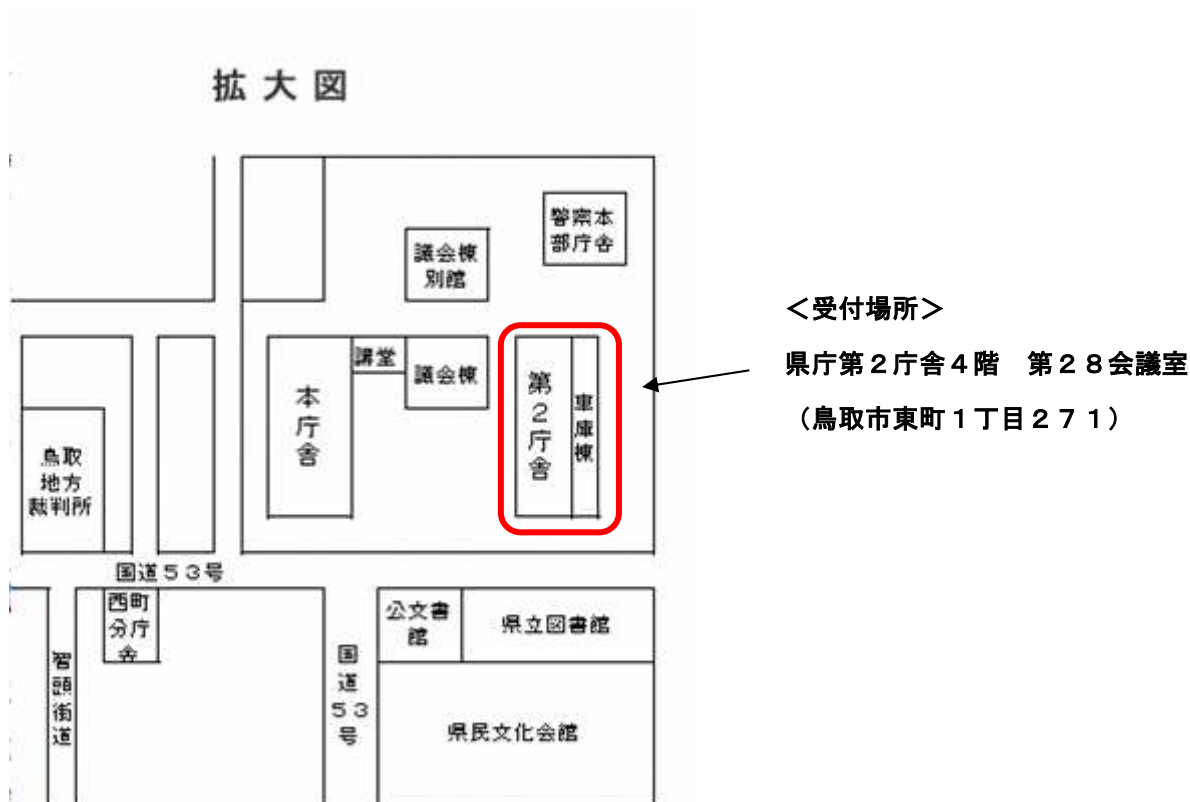 拡大図
警察本
部庁舎
議会棟
別館
＜受付場所＞
県庁第２庁舎４階　第２８会議室
（鳥取市東町１丁目２７１）
講堂
議会棟
本庁舎
第２庁舎
車庫棟
鳥取
地方
裁判所
国道５３号
西町
分庁
舎
公文書
館
県立図書館
智頭街道
国道５３号
県民文化会館